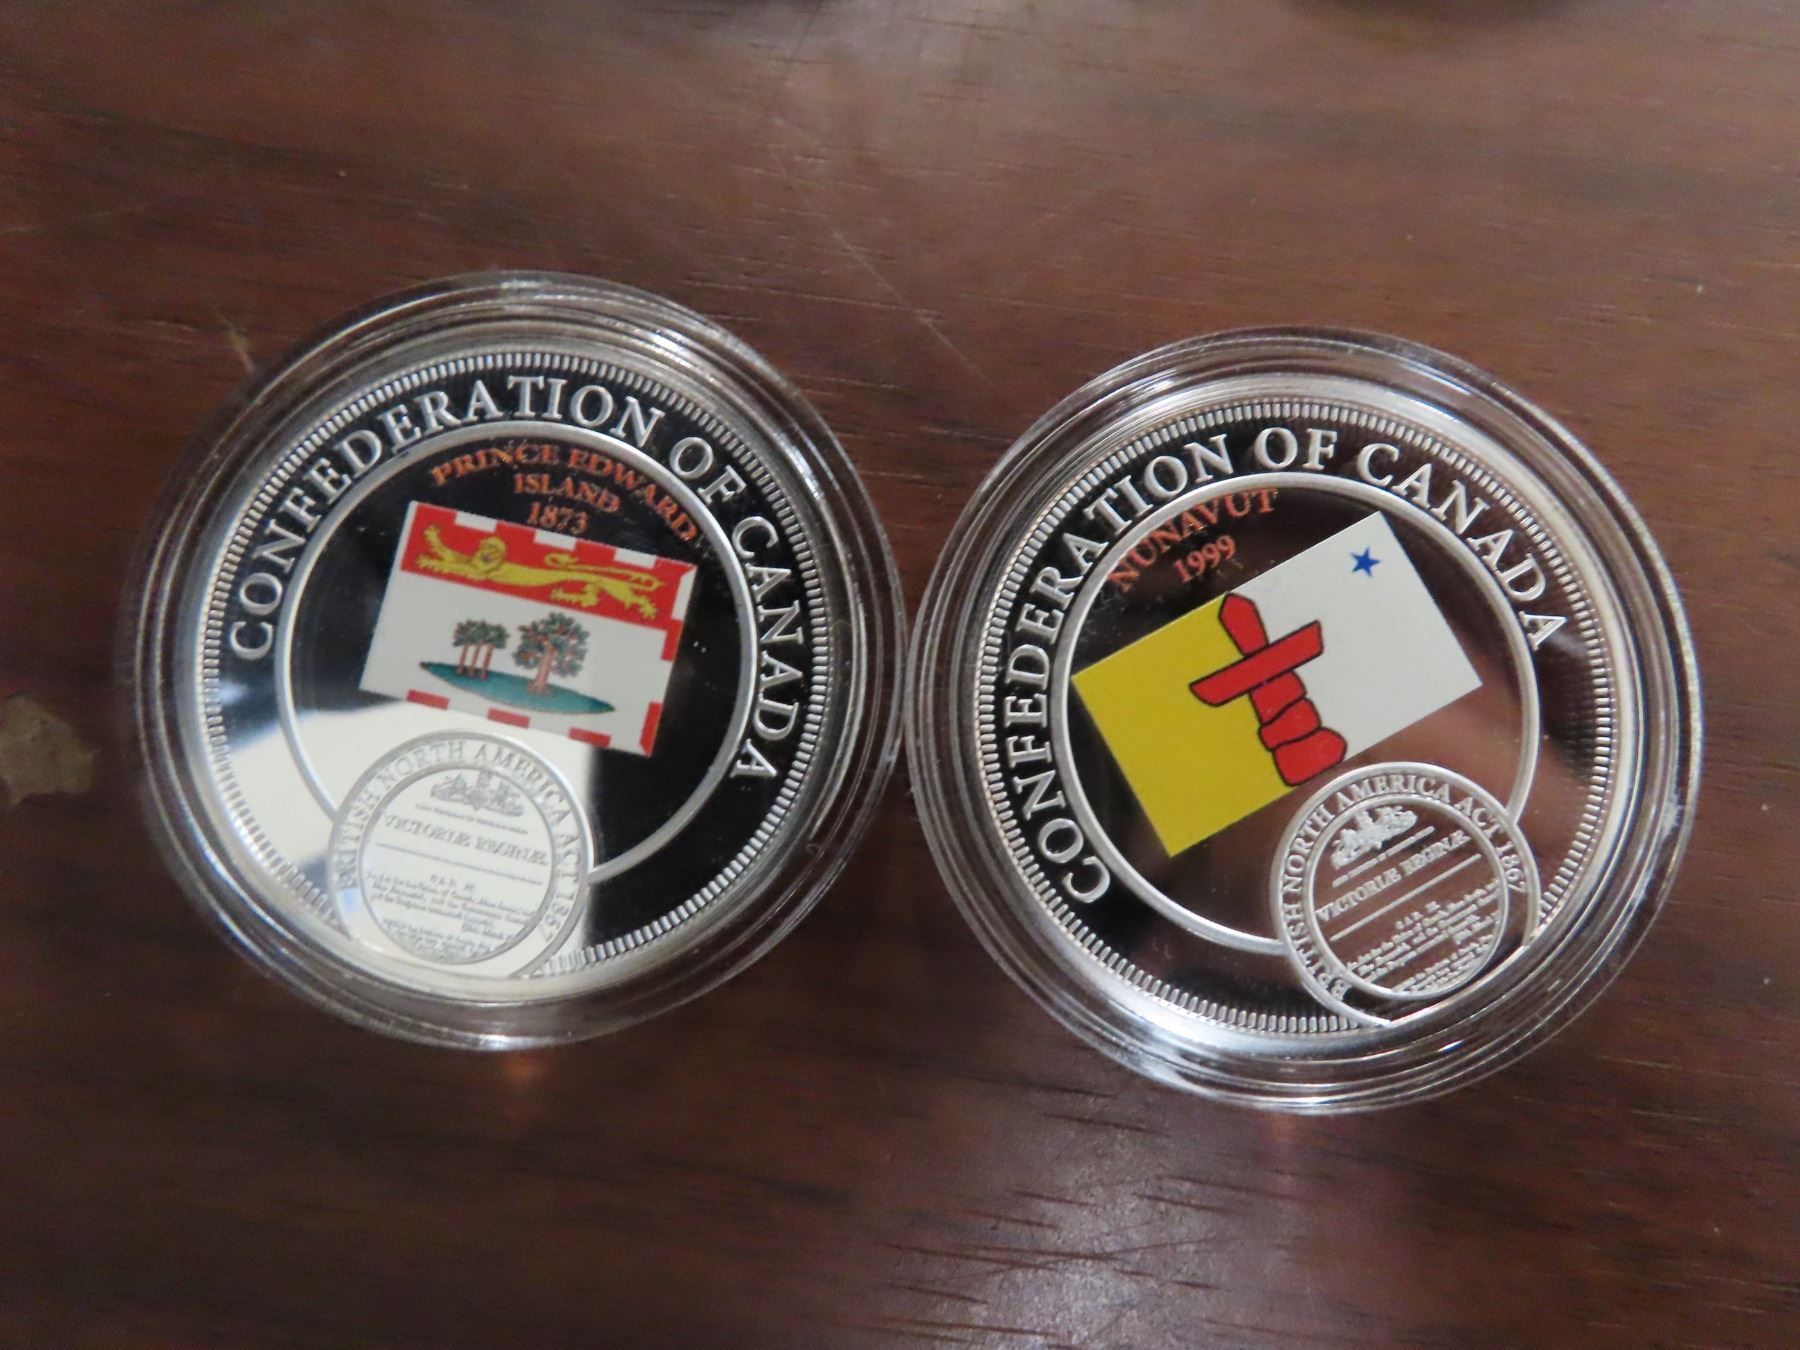 CONFEDERATION OF CANADA
PRINCE EDWARD
ISLAND
1873
BRITISH NORTH AMERICA ACT 1867
VICTORIÆ REGINÆ
CONFEDERATION OF CANADA
NUNAVUT
1999
BRITISH NORTH AMERICA ACT 1867
VICTORIÆ REGINÆ